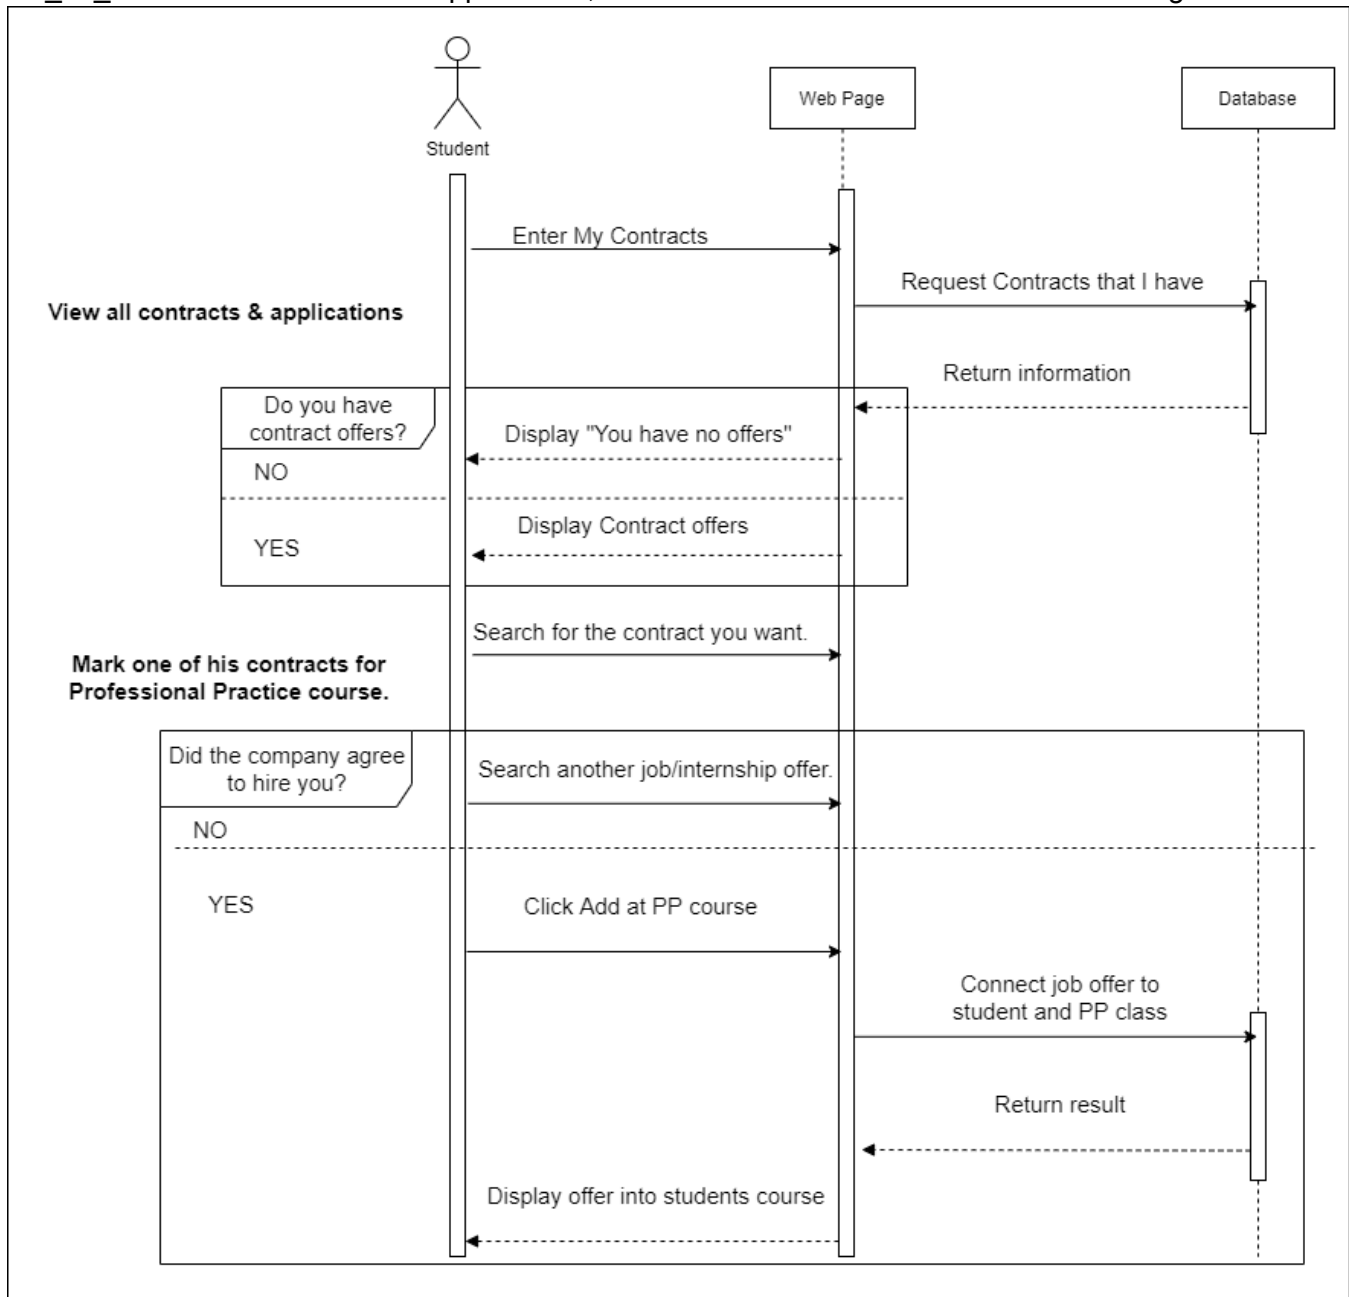 Web Page
Database
Student
Enter My Contracts
Request Contracts that I have
View all contracts & applications
Return information
Do you have
contract offers?
Display "You have no offers"
NO
Display Contract offers
YES
Search for the contract you want.
Mark one of his contracts for
Professional Practice course.
Did the company agree
to hire you?
Search another job/internship offer.
NO
YES
Click Add at PP course
Connect job offer to
student and PP class
Return result
Display offer into students course